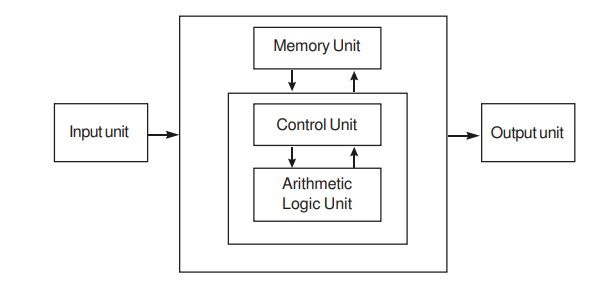 Memory Unit
Input unit
Control Unit
Output unit
Arithmetic
Logic Unit